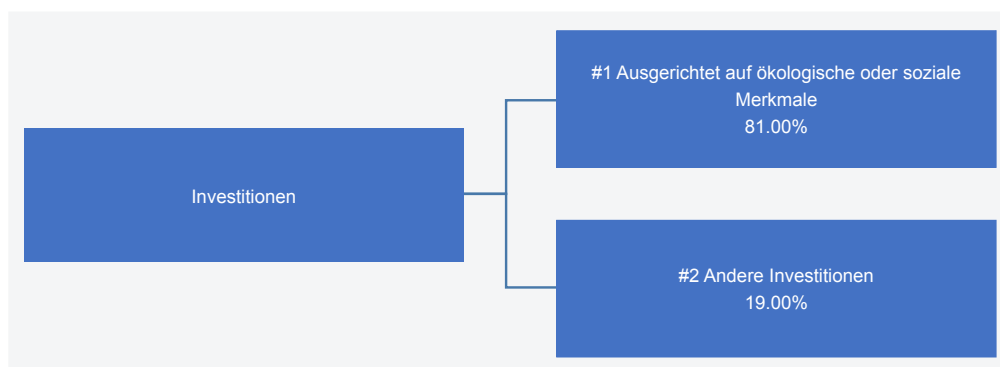 Investitionen
#1 Ausgerichtet auf ökologische oder soziale
Merkmale
81.00%
#2 Andere Investitionen
19.00%